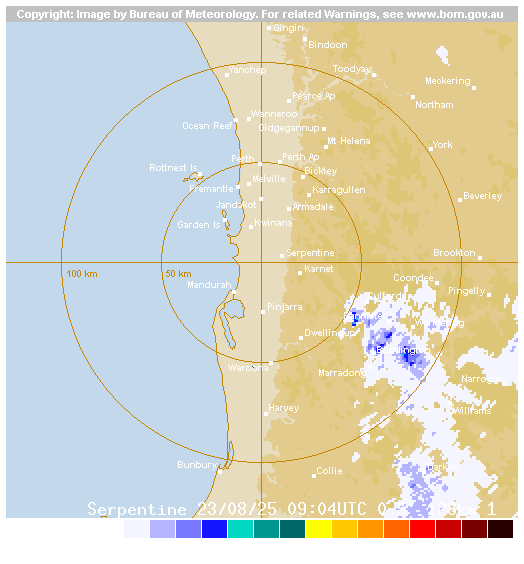 Copyright: Image by Bureau of Meteorology. For related Warnings, see www.bom.gov.au
Gingin
Bindoon
Yanchep
Toodyay
Meckering
Pearce Ap
Northam
Wanneroo
Ocean Reef
Gidgegannup
Mt Helena
York
Perth
Perth Ap
Rottnest Is
Bickley
Melville
Fremantle
Karragullen
Beverley
Jandakot
Armadale
Garden Is
Kwinana
Serpentine
Brookton
100 km
50 km
Karnet
Coondee
Mandurah
Pingelly
Pinjarra
Dwellingup
Marradong
Waroona
Harvey
Williams
Bunbury
Collie
Serpentine 23/08/25 09:04UTC